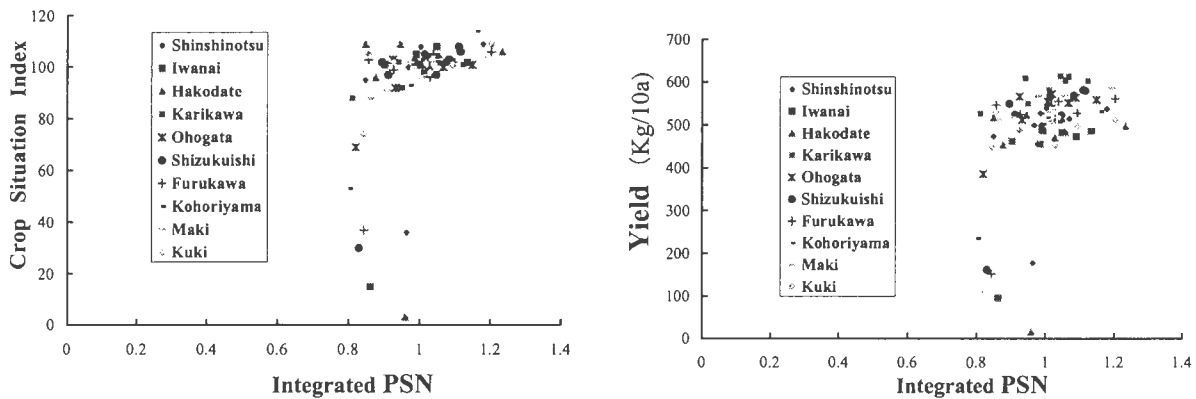 120
100
80
60
40
20
0
Crop Situation Index
Shinshinotsu
Iwanai
Hakodate
Karikawa
Ohogata
Shizukuishi
Furukawa
Kohoriyama
Maki
Kuki
0 0.2 0.4 0.6 0.8 1 1.2 1.4
Integrated PSN
700
600
500
400
300
200
100
0
Yield (Kg/10a)
Shinshinotsu
Iwanai
Hakodate
Karikawa
Ohogata
Shizukuishi
Furukawa
Kohoriyama
Maki
Kuki
0 0.2 0.4 0.6 0.8 1 1.2 1.4
Integrated PSN